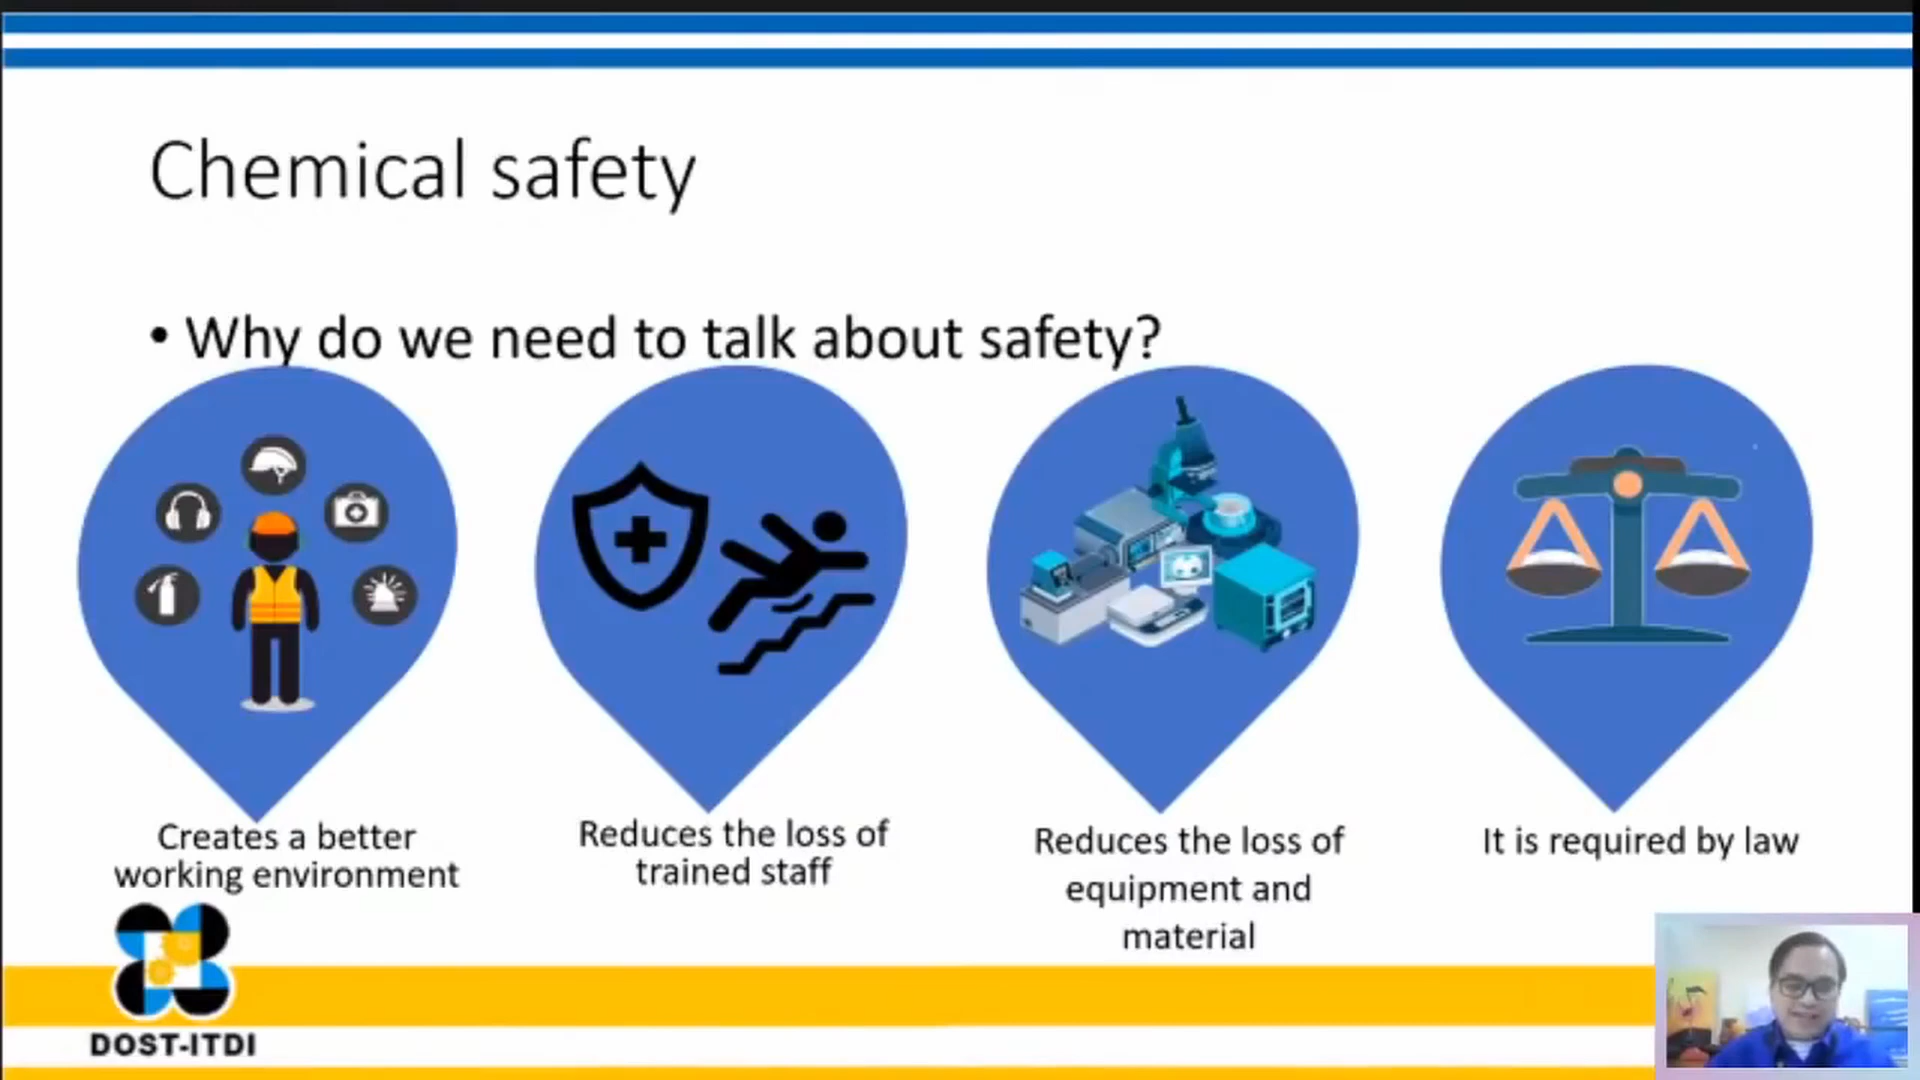 Chemical safety
• Why do we need to talk about safety?
Creates a better
working environment
Reduces the loss of
trained staff
Reduces the loss of
equipment and
material
It is required by law
DOST-ITDI